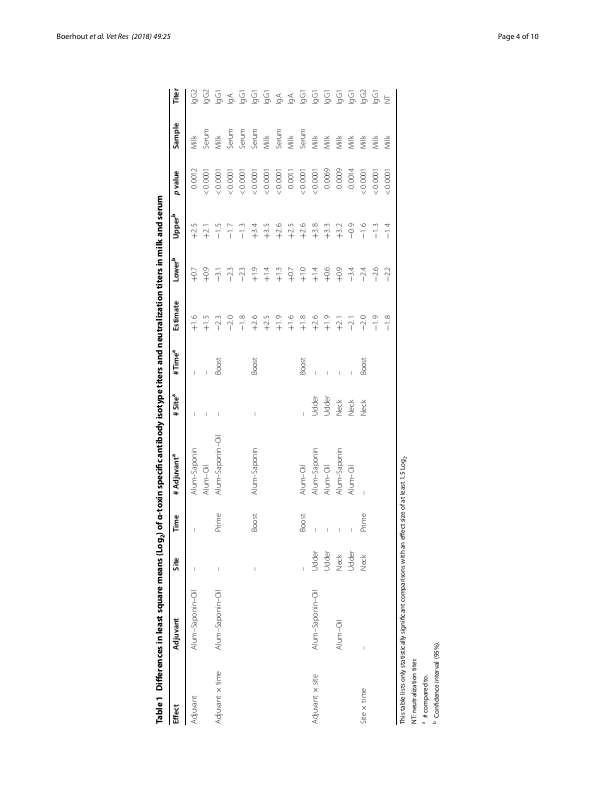 Boerhout et al. Vet Res (2018) 49:25
Page 4 of 10
Table 1 Differences in least square means (Log2) of α-toxin specific antibody isotype titers and neutralization titers in milk and serum
Effect Adjuvant Site Time # Adjuvantᵃ # Siteᵃ # Timeᵃ Estimate Lowerᵇ Upperᵇ p value Sample Titer
Adjuvant Alum–Saponin–Oil – – Alum–Saponin – – +1.6 +0.7 +2.5 0.0012 Milk IgG2
Alum–Oil – – +1.5 +0.9 +2.1 <0.0001 Serum IgG2
Adjuvant × time Alum–Saponin–Oil – Prime Alum–Saponin–Oil – Boost −2.3 −3.1 −1.5 <0.0001 Milk IgG1
−2.0 −2.3 −1.7 <0.0001 Serum IgA
−1.8 −2.3 −1.3 <0.0001 Serum IgG1
– Boost Alum–Saponin – Boost +2.6 +1.9 +3.4 <0.0001 Serum IgG1
+2.5 +1.4 +3.5 <0.0001 Milk IgG1
+1.9 +1.3 +2.6 <0.0001 Serum IgA
+1.6 +0.7 +2.5 0.0011 Milk IgA
– Boost Alum–Oil – Boost +1.8 +1.0 +2.6 <0.0001 Serum IgG1
Adjuvant × site Alum–Saponin–Oil Udder – Alum–Saponin Udder – +2.6 +1.4 +3.8 <0.0001 Milk IgG1
Udder – Alum–Oil Udder – +1.9 +0.6 +3.3 0.0069 Milk IgG1
Alum–Oil Neck – Alum–Saponin Neck – +2.1 +0.9 +3.2 0.0009 Milk IgG1
Udder – Alum–Oil Neck – −2.1 −3.4 −0.9 0.0014 Milk IgG1
Site × time – Neck Prime – Neck Boost −2.0 −2.4 −1.6 <0.0001 Milk IgG2
−1.9 −2.6 −1.3 <0.0001 Milk IgG1
−1.8 −2.2 −1.4 <0.0001 Milk NT
This table lists only statistically significant comparisons with an effect size of at least 1.5 Log2
NT: neutralization titer.
ᵃ # compared to.
ᵇ Confidence interval (95%).